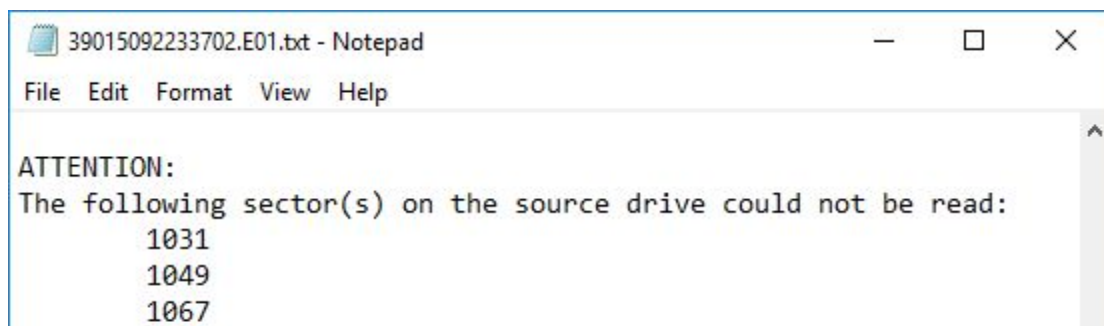 39015092233702.E01.txt - Notepad
File Edit Format View Help
ATTENTION:
The following sector(s) on the source drive could not be read:
1031
1049
1067